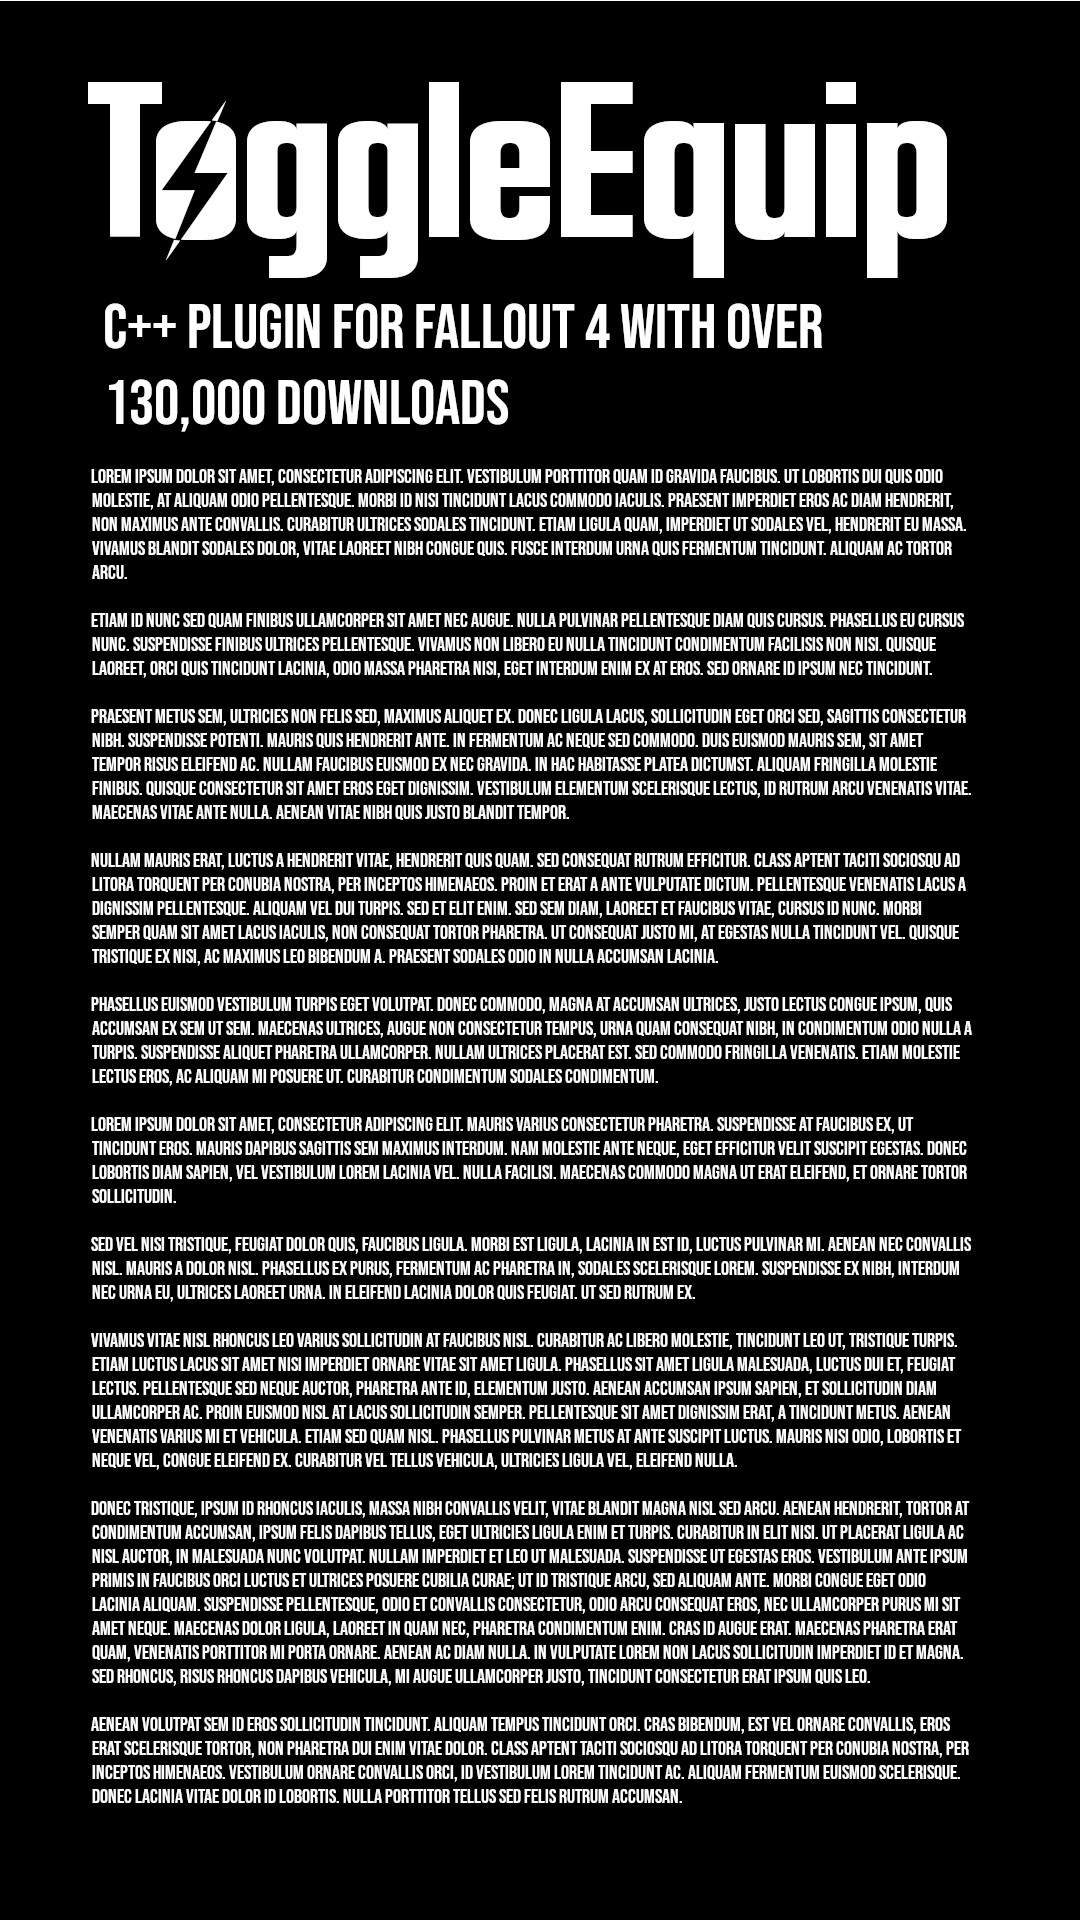 ToggleEquip
C++ PLUGIN FOR FALLOUT 4 WITH OVER
130,000 DOWNLOADS
LOREM IPSUM DOLOR SIT AMET, CONSECTETUR ADIPISCING ELIT. VESTIBULUM PORTTITOR QUAM ID GRAVIDA FAUCIBUS. UT LOBORTIS DUI QUIS ODIO
MOLESTIE, AT ALIQUAM ODIO PELLENTESQUE. MORBI ID NISI TINCIDUNT LACUS COMMODO IACULIS. PRAESENT IMPERDIET EROS AC DIAM HENDRERIT,
NON MAXIMUS ANTE CONVALLIS. CURABITUR ULTRICES SODALES TINCIDUNT. ETIAM LIGULA QUAM, IMPERDIET UT SODALES VEL, HENDRERIT EU MASSA.
VIVAMUS BLANDIT SODALES DOLOR, VITAE LAOREET NIBH CONGUE QUIS. FUSCE INTERDUM URNA QUIS FERMENTUM TINCIDUNT. ALIQUAM AC TORTOR
ARCU.
ETIAM ID NUNC SED QUAM FINIBUS ULLAMCORPER SIT AMET NEC AUGUE. NULLA PULVINAR PELLENTESQUE DIAM QUIS CURSUS. PHASELLUS EU CURSUS
NUNC. SUSPENDISSE FINIBUS ULTRICES PELLENTESQUE. VIVAMUS NON LIBERO EU NULLA TINCIDUNT CONDIMENTUM FACILISIS NON NISI. QUISQUE
LAOREET, ORCI QUIS TINCIDUNT LACINIA, ODIO MASSA PHARETRA NISI, EGET INTERDUM ENIM EX AT EROS. SED ORNARE ID IPSUM NEC TINCIDUNT.
PRAESENT METUS SEM, ULTRICIES NON FELIS SED, MAXIMUS ALIQUET EX. DONEC LIGULA LACUS, SOLLICITUDIN EGET ORCI SED, SAGITTIS CONSECTETUR
NIBH. SUSPENDISSE POTENTI. MAURIS QUIS HENDRERIT ANTE. IN FERMENTUM AC NEQUE SED COMMODO. DUIS EUISMOD MAURIS SEM, SIT AMET
TEMPOR RISUS ELEIFEND AC. NULLAM FAUCIBUS EUISMOD EX NEC GRAVIDA. IN HAC HABITASSE PLATEA DICTUMST. ALIQUAM FRINGILLA MOLESTIE
FINIBUS. QUISQUE CONSECTETUR SIT AMET EROS EGET DIGNISSIM. VESTIBULUM ELEMENTUM SCELERISQUE LECTUS, ID RUTRUM ARCU VENENATIS VITAE.
MAECENAS VITAE ANTE NULLA. AENEAN VITAE NIBH QUIS JUSTO BLANDIT TEMPOR.
NULLAM MAURIS ERAT, LUCTUS A HENDRERIT VITAE, HENDRERIT QUIS QUAM. SED CONSEQUAT RUTRUM EFFICITUR. CLASS APTENT TACITI SOCIOSQU AD
LITORA TORQUENT PER CONUBIA NOSTRA, PER INCEPTOS HIMENAEOS. PROIN ET ERAT A ANTE VULPUTATE DICTUM. PELLENTESQUE VENENATIS LACUS A
DIGNISSIM PELLENTESQUE. ALIQUAM VEL DUI TURPIS. SED ET ELIT ENIM. SED SEM DIAM, LAOREET ET FAUCIBUS VITAE, CURSUS ID NUNC. MORBI
SEMPER QUAM SIT AMET LACUS IACULIS, NON CONSEQUAT TORTOR PHARETRA. UT CONSEQUAT JUSTO MI, AT EGESTAS NULLA TINCIDUNT VEL. QUISQUE
TRISTIQUE EX NISI, AC MAXIMUS LEO BIBENDUM A. PRAESENT SODALES ODIO IN NULLA ACCUMSAN LACINIA.
PHASELLUS EUISMOD VESTIBULUM TURPIS EGET VOLUTPAT. DONEC COMMODO, MAGNA AT ACCUMSAN ULTRICES, JUSTO LECTUS CONGUE IPSUM, QUIS
ACCUMSAN EX SEM UT SEM. MAECENAS ULTRICES, AUGUE NON CONSECTETUR TEMPUS, URNA QUAM CONSEQUAT NIBH, IN CONDIMENTUM ODIO NULLA A
TURPIS. SUSPENDISSE ALIQUET PHARETRA ULLAMCORPER. NULLAM ULTRICES PLACERAT EST. SED COMMODO FRINGILLA VENENATIS. ETIAM MOLESTIE
LECTUS EROS, AC ALIQUAM MI POSUERE UT. CURABITUR CONDIMENTUM SODALES CONDIMENTUM.
LOREM IPSUM DOLOR SIT AMET, CONSECTETUR ADIPISCING ELIT. MAURIS VARIUS CONSECTETUR PHARETRA. SUSPENDISSE AT FAUCIBUS EX, UT
TINCIDUNT EROS. MAURIS DAPIBUS SAGITTIS SEM MAXIMUS INTERDUM. NAM MOLESTIE ANTE NEQUE, EGET EFFICITUR VELIT SUSCIPIT EGESTAS. DONEC
LOBORTIS DIAM SAPIEN, VEL VESTIBULUM LOREM LACINIA VEL. NULLA FACILISI. MAECENAS COMMODO MAGNA UT ERAT ELEIFEND, ET ORNARE TORTOR
SOLLICITUDIN.
SED VEL NISI TRISTIQUE, FEUGIAT DOLOR QUIS, FAUCIBUS LIGULA. MORBI EST LIGULA, LACINIA IN EST ID, LUCTUS PULVINAR MI. AENEAN NEC CONVALLIS
NISL. MAURIS A DOLOR NISL. PHASELLUS EX PURUS, FERMENTUM AC PHARETRA IN, SODALES SCELERISQUE LOREM. SUSPENDISSE EX NIBH, INTERDUM
NEC URNA EU, ULTRICES LAOREET URNA. IN ELEIFEND LACINIA DOLOR QUIS FEUGIAT. UT SED RUTRUM EX.
VIVAMUS VITAE NISL RHONCUS LEO VARIUS SOLLICITUDIN AT FAUCIBUS NISL. CURABITUR AC LIBERO MOLESTIE, TINCIDUNT LEO UT, TRISTIQUE TURPIS.
ETIAM LUCTUS LACUS SIT AMET NISI IMPERDIET ORNARE VITAE SIT AMET LIGULA. PHASELLUS SIT AMET LIGULA MALESUADA, LUCTUS DUI ET, FEUGIAT
LECTUS. PELLENTESQUE SED NEQUE AUCTOR, PHARETRA ANTE ID, ELEMENTUM JUSTO. AENEAN ACCUMSAN IPSUM SAPIEN, ET SOLLICITUDIN DIAM
ULLAMCORPER AC. PROIN EUISMOD NISL AT LACUS SOLLICITUDIN SEMPER. PELLENTESQUE SIT AMET DIGNISSIM ERAT, A TINCIDUNT METUS. AENEAN
VENENATIS VARIUS MI ET VEHICULA. ETIAM SED QUAM NISL. PHASELLUS PULVINAR METUS AT ANTE SUSCIPIT LUCTUS. MAURIS NISI ODIO, LOBORTIS ET
NEQUE VEL, CONGUE ELEIFEND EX. CURABITUR VEL TELLUS VEHICULA, ULTRICIES LIGULA VEL, ELEIFEND NULLA.
DONEC TRISTIQUE, IPSUM ID RHONCUS IACULIS, MASSA NIBH CONVALLIS VELIT, VITAE BLANDIT MAGNA NISL SED ARCU. AENEAN HENDRERIT, TORTOR AT
CONDIMENTUM ACCUMSAN, IPSUM FELIS DAPIBUS TELLUS, EGET ULTRICIES LIGULA ENIM ET TURPIS. CURABITUR IN ELIT NISI. UT PLACERAT LIGULA AC
NISL AUCTOR, IN MALESUADA NUNC VOLUTPAT. NULLAM IMPERDIET ET LEO UT MALESUADA. SUSPENDISSE UT EGESTAS EROS. VESTIBULUM ANTE IPSUM
PRIMIS IN FAUCIBUS ORCI LUCTUS ET ULTRICES POSUERE CUBILIA CURAE; UT ID TRISTIQUE ARCU, SED ALIQUAM ANTE. MORBI CONGUE EGET ODIO
LACINIA ALIQUAM. SUSPENDISSE PELLENTESQUE, ODIO ET CONVALLIS CONSECTETUR, ODIO ARCU CONSEQUAT EROS, NEC ULLAMCORPER PURUS MI SIT
AMET NEQUE. MAECENAS DOLOR LIGULA, LAOREET IN QUAM NEC, PHARETRA CONDIMENTUM ENIM. CRAS ID AUGUE ERAT. MAECENAS PHARETRA ERAT
QUAM, VENENATIS PORTTITOR MI PORTA ORNARE. AENEAN AC DIAM NULLA. IN VULPUTATE LOREM NON LACUS SOLLICITUDIN IMPERDIET ID ET MAGNA.
SED RHONCUS, RISUS RHONCUS DAPIBUS VEHICULA, MI AUGUE ULLAMCORPER JUSTO, TINCIDUNT CONSECTETUR ERAT IPSUM QUIS LEO.
AENEAN VOLUTPAT SEM ID EROS SOLLICITUDIN TINCIDUNT. ALIQUAM TEMPUS TINCIDUNT ORCI. CRAS BIBENDUM, EST VEL ORNARE CONVALLIS, EROS
ERAT SCELERISQUE TORTOR, NON PHARETRA DUI ENIM VITAE DOLOR. CLASS APTENT TACITI SOCIOSQU AD LITORA TORQUENT PER CONUBIA NOSTRA, PER
INCEPTOS HIMENAEOS. VESTIBULUM ORNARE CONVALLIS ORCI, ID VESTIBULUM LOREM TINCIDUNT AC. ALIQUAM FERMENTUM EUISMOD SCELERISQUE.
DONEC LACINIA VITAE DOLOR ID LOBORTIS. NULLA PORTTITOR TELLUS SED FELIS RUTRUM ACCUMSAN.